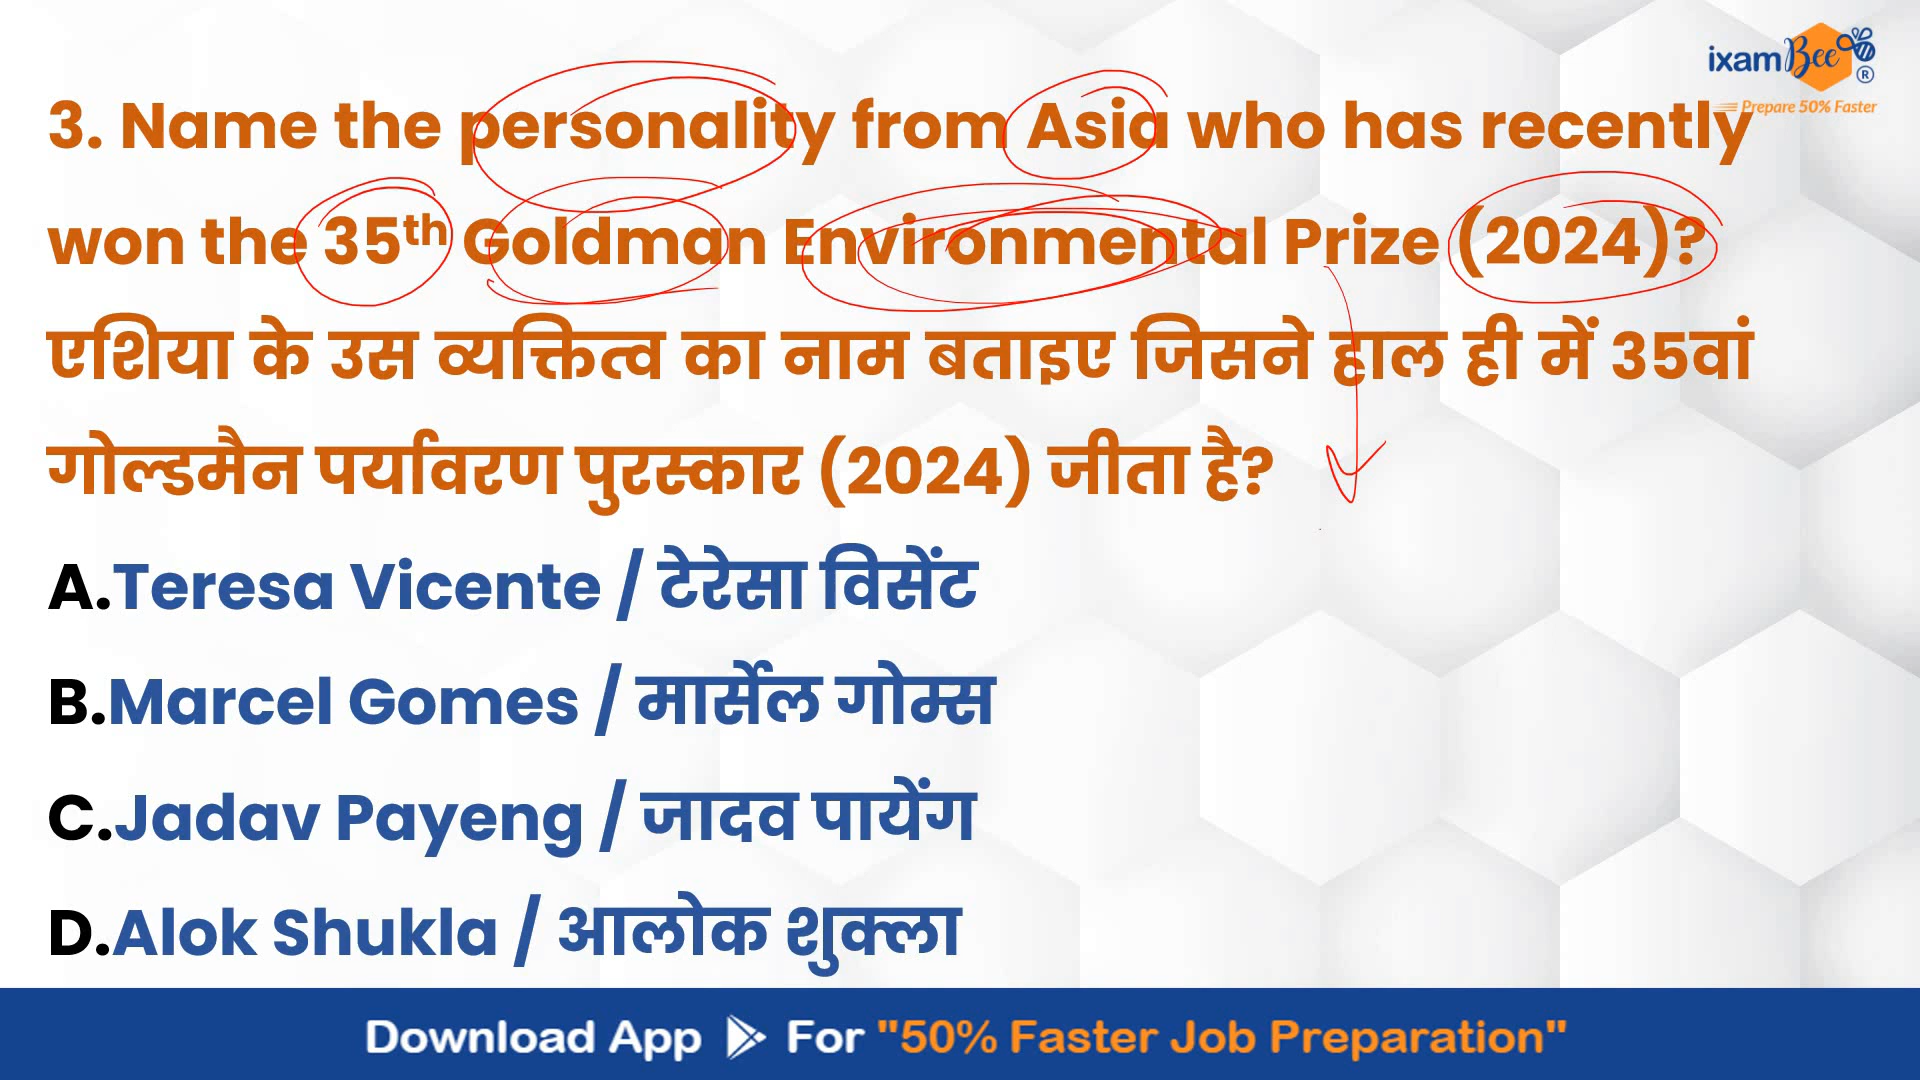 ixamBee ®
Prepare 50% Faster
3. Name the personality from Asia who has recently
won the 35th Goldman Environmental Prize (2024)?
एशिया के उस व्यक्तित्व का नाम बताइए जिसने हाल ही में 35वां
गोल्डमैन पर्यावरण पुरस्कार (2024) जीता है?
A.Teresa Vicente / टेरेसा विसेंट
B.Marcel Gomes / मार्सेल गोम्स
C.Jadav Payeng / जादव पायेंग
D.Alok Shukla / आलोक शुक्ला
Download App For "50% Faster Job Preparation"